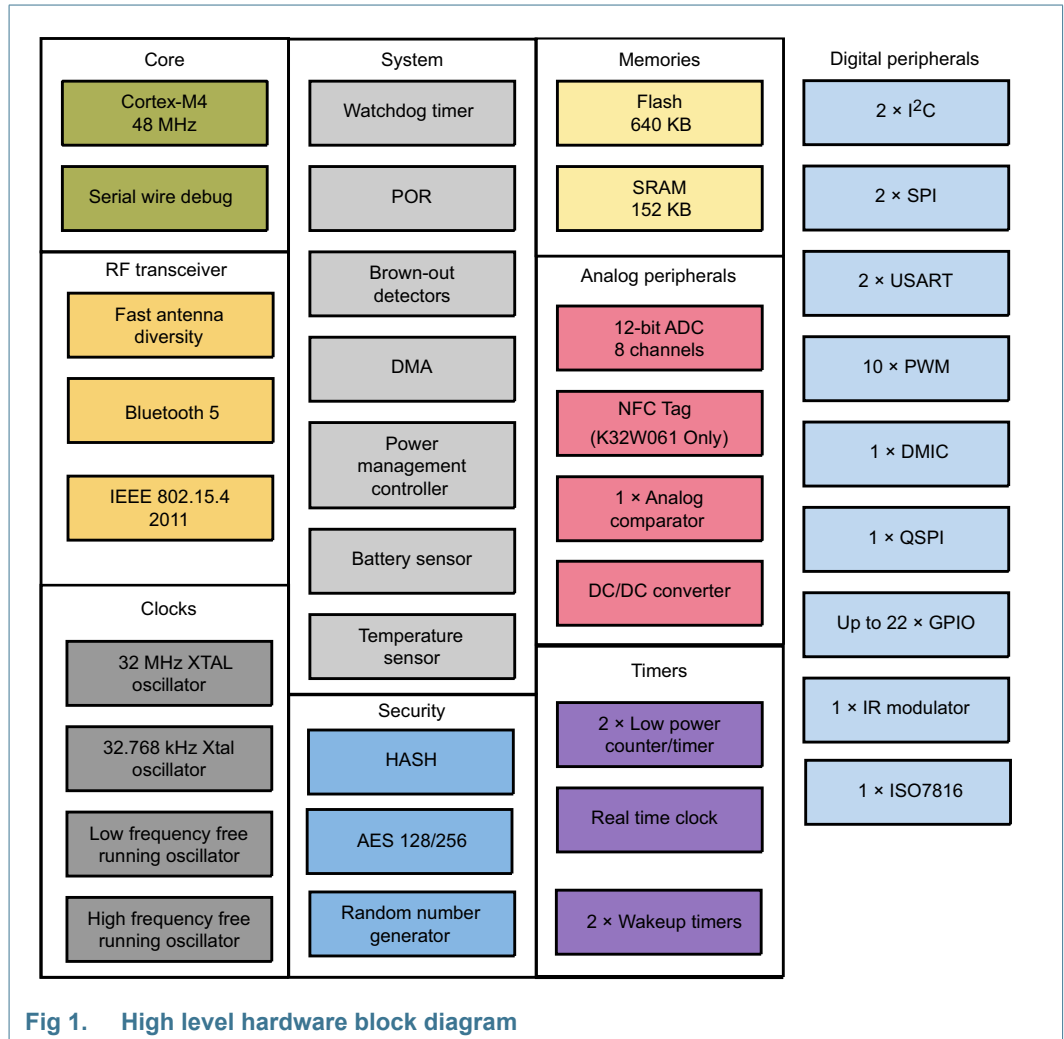 Core
Cortex-M4
48 MHz
Serial wire debug
RF transceiver
Fast antenna
diversity
Bluetooth 5
IEEE 802.15.4
2011
Clocks
32 MHz XTAL
oscillator
32.768 kHz Xtal
oscillator
Low frequency free
running oscillator
High frequency free
running oscillator
System
Watchdog timer
POR
Brown-out
detectors
DMA
Power
management
controller
Battery sensor
Temperature
sensor
Security
HASH
AES 128/256
Random number
generator
Memories
Flash
640 KB
SRAM
152 KB
Analog peripherals
12-bit ADC
8 channels
NFC Tag
(K32W061 Only)
1 × Analog
comparator
DC/DC converter
Timers
2 × Low power
counter/timer
Real time clock
2 × Wakeup timers
Digital peripherals
2 × I²C
2 × SPI
2 × USART
10 × PWM
1 × DMIC
1 × QSPI
Up to 22 × GPIO
1 × IR modulator
1 × ISO7816
Fig 1. High level hardware block diagram